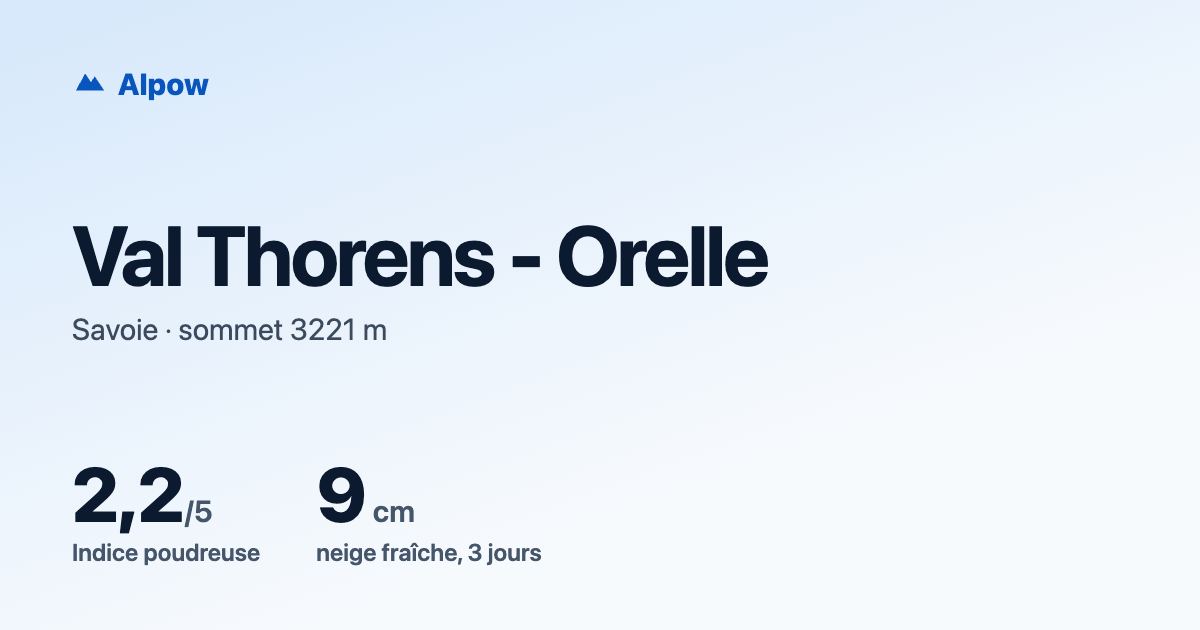 Alpow
Val Thorens - Orelle
Savoie · sommet 3221 m
2,2/5
Indice poudreuse
9 cm
neige fraîche, 3 jours